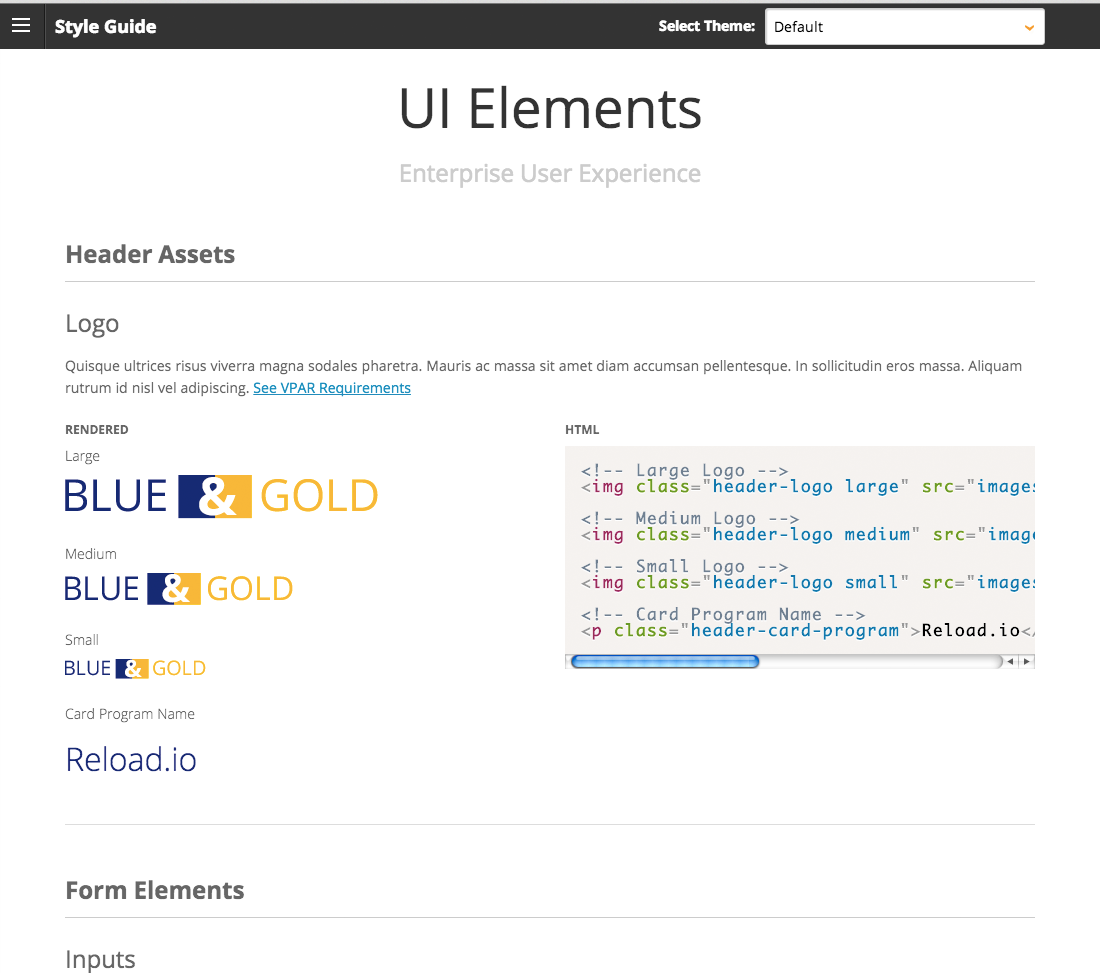 Style Guide
Select Theme:
Default
UI Elements
Enterprise User Experience
Header Assets
Logo
Quisque ultrices risus viverra magna sodales pharetra. Mauris ac massa sit amet diam accumsan pellentesque. In sollicitudin eros massa. Aliquam
rutrum id nisl vel adipiscing. See VPAR Requirements
RENDERED
Large
BLUE & GOLD
Medium
BLUE & GOLD
Small
BLUE & GOLD
Card Program Name
Reload.io
HTML
<!-- Large Logo -->
<img class="header-logo large" src="images
<!-- Medium Logo -->
<img class="header-logo medium" src="image
<!-- Small Logo -->
<img class="header-logo small" src="images
<!-- Card Program Name -->
<p class="header-card-program">Reload.io</
Form Elements
Inputs